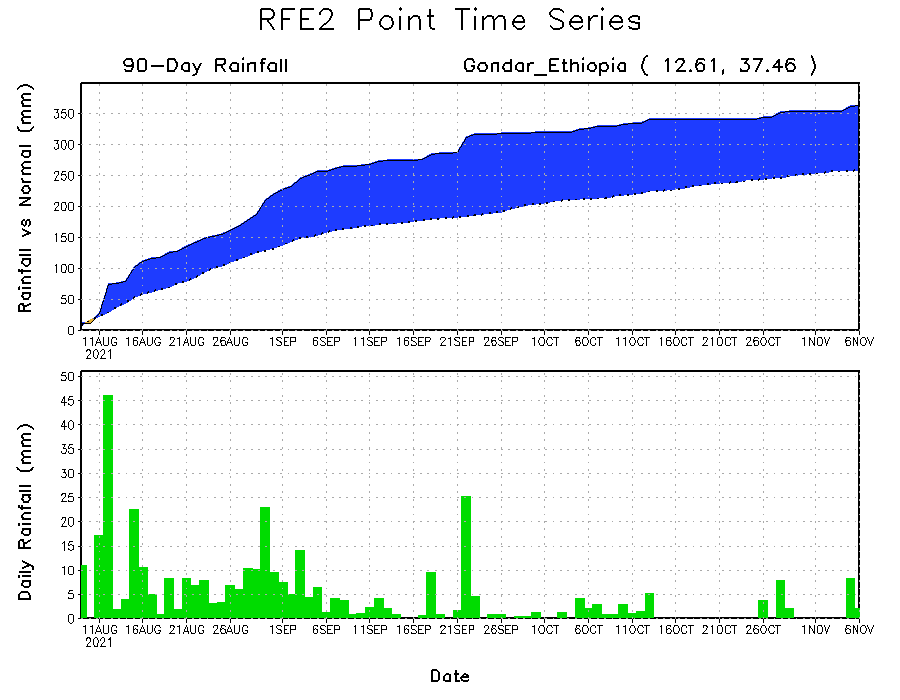 RFE2 Point Time Series
90-Day Rainfall
Gondar_Ethiopia ( 12.61, 37.46 )
Rainfall vs Normal (mm)
350
300
250
200
150
100
50
0
11AUG 16AUG 21AUG 26AUG 1SEP 6SEP 11SEP 16SEP 21SEP 26SEP 1OCT 6OCT 11OCT 16OCT 21OCT 26OCT 1NOV 6NOV
2021
Daily Rainfall (mm)
50
45
40
35
30
25
20
15
10
5
0
11AUG 16AUG 21AUG 26AUG 1SEP 6SEP 11SEP 16SEP 21SEP 26SEP 1OCT 6OCT 11OCT 16OCT 21OCT 26OCT 1NOV 6NOV
2021
Date